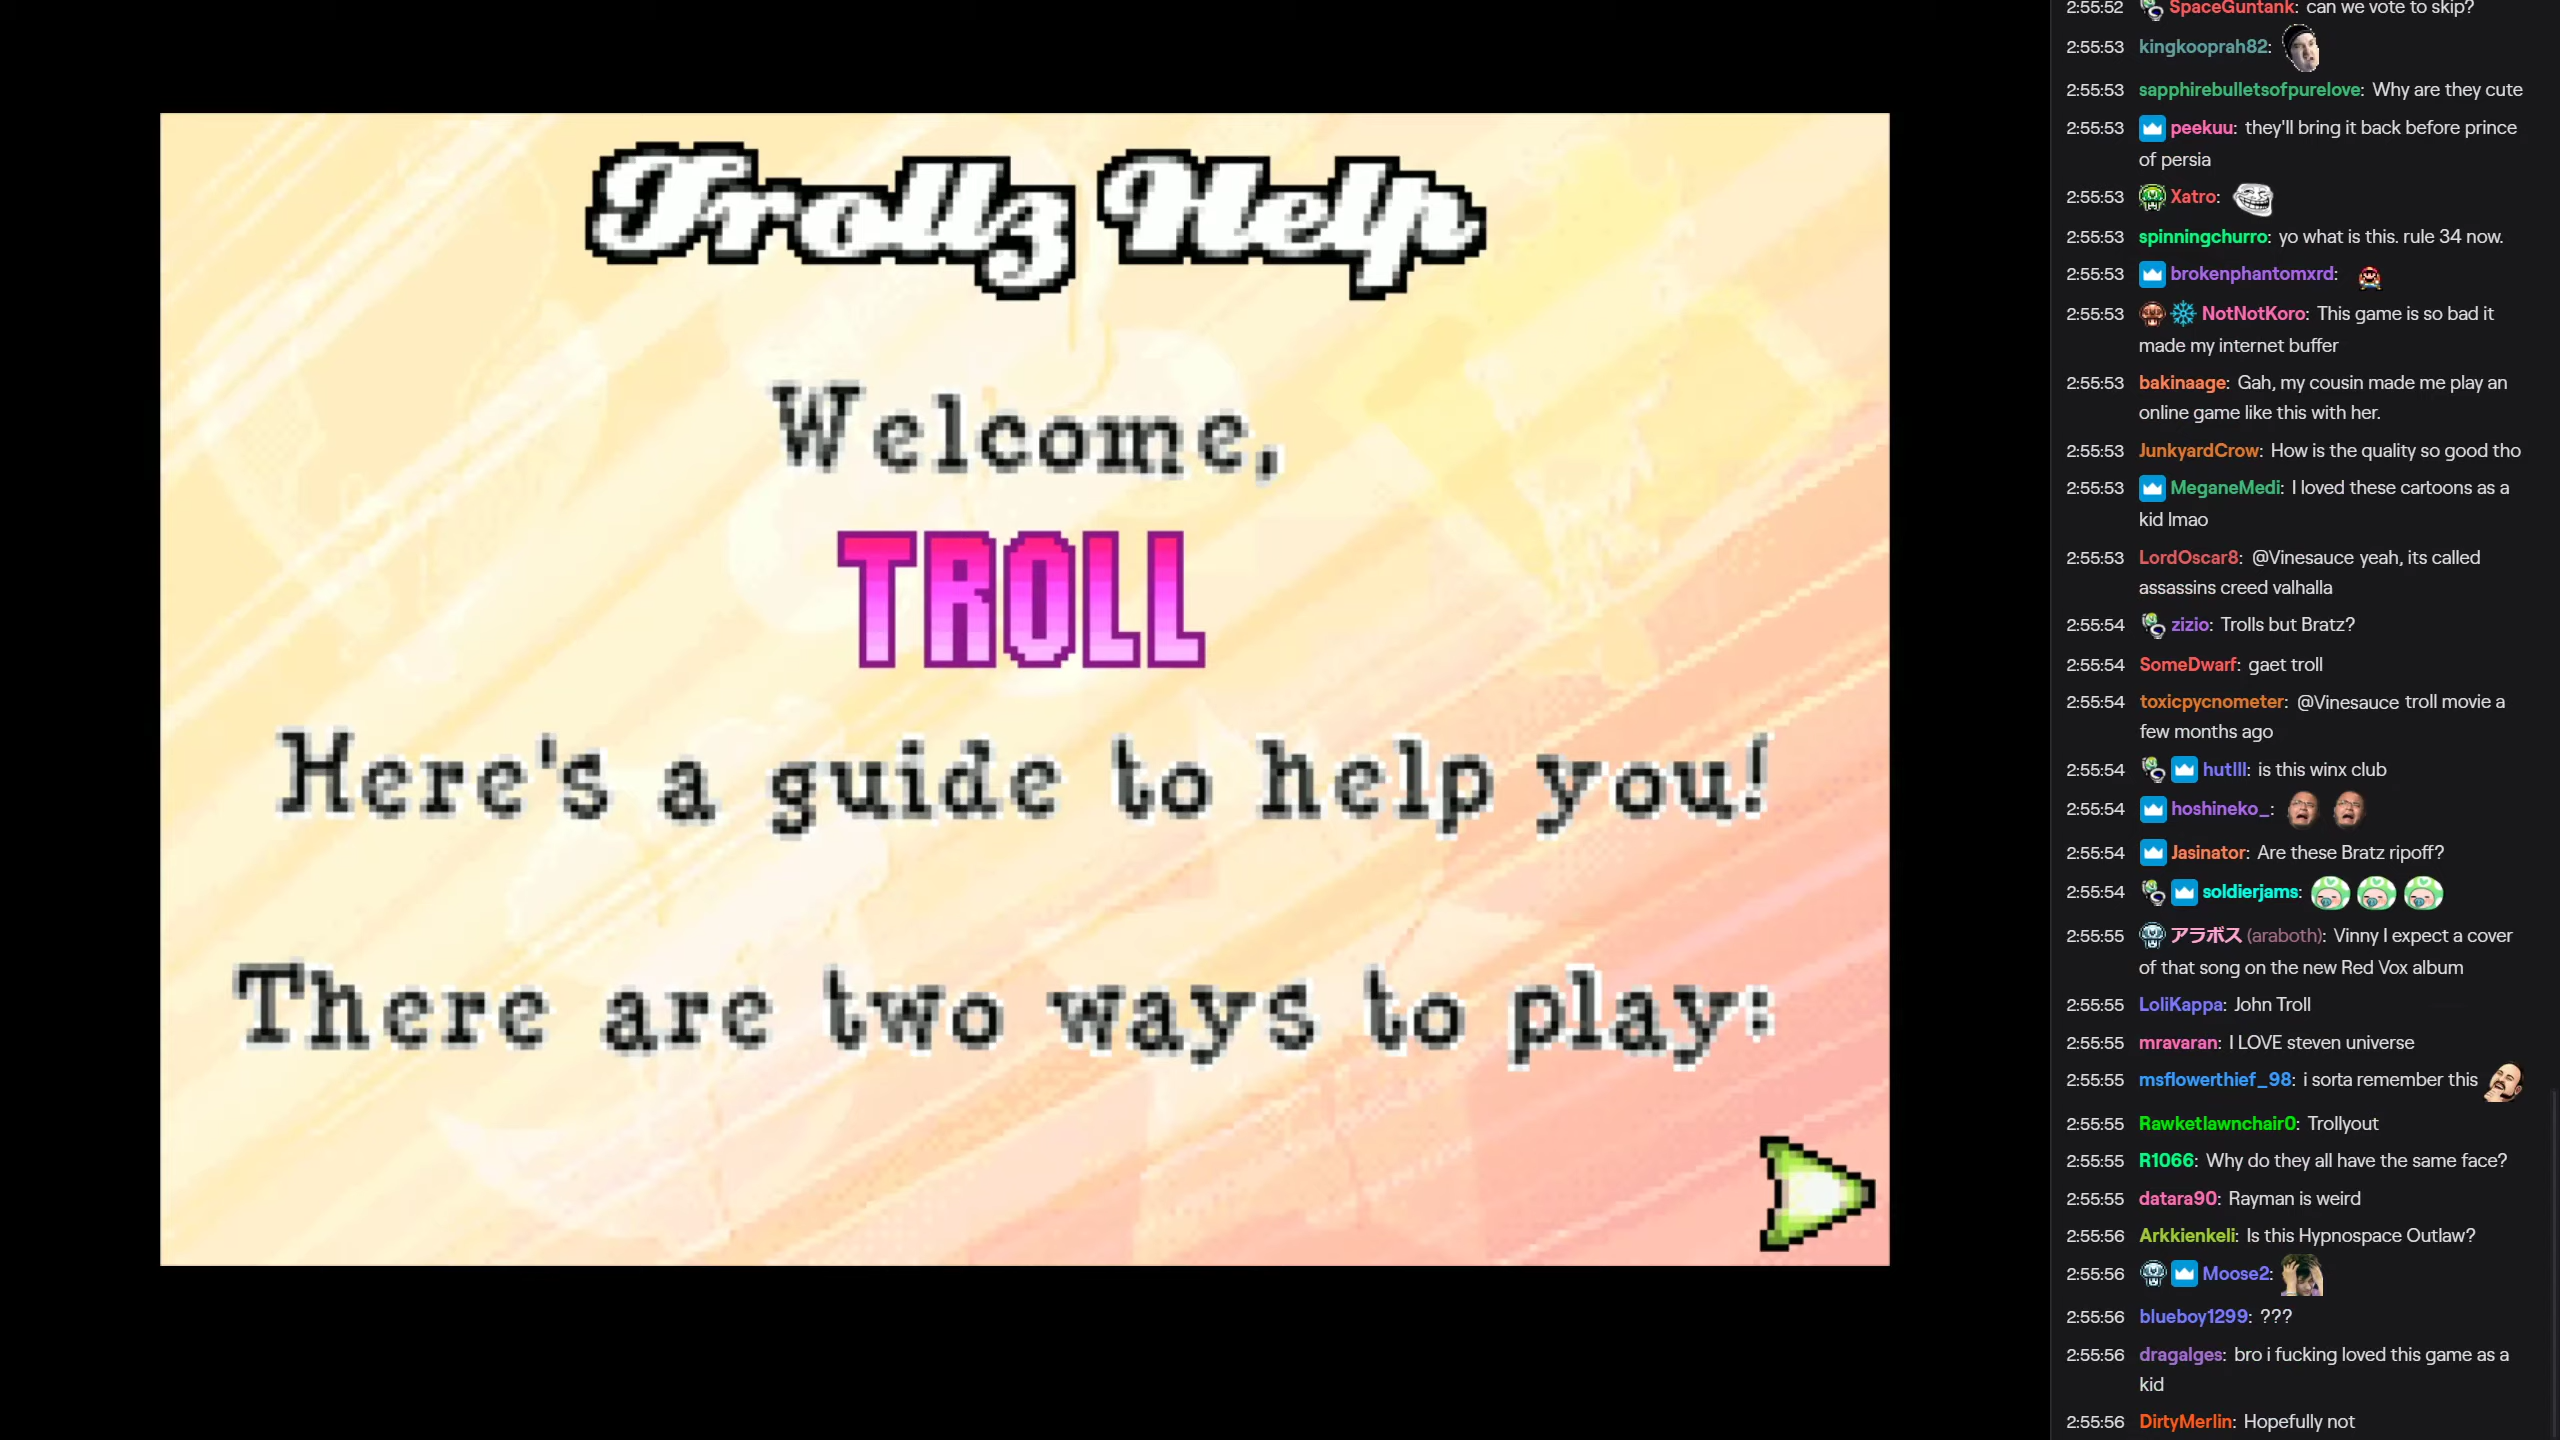 Trollz Help
Welcome,
TROLL
Here's a guide to help you!
There are two ways to play:
2:55:52 SpaceGuntank: can we vote to skip?
2:55:53 kingkooprah82:
2:55:53 sapphirebulletsofpurelove: Why are they cute
2:55:53 peekuu: they'll bring it back before prince
of persia
2:55:53 Xatro:
2:55:53 spinningchurro: yo what is this. rule 34 now.
2:55:53 brokenphantomxrd:
2:55:53 NotNotKoro: This game is so bad it
made my internet buffer
2:55:53 bakinaage: Gah, my cousin made me play an
online game like this with her.
2:55:53 JunkyardCrow: How is the quality so good tho
2:55:53 MeganeMedi: I loved these cartoons as a
kid lmao
2:55:53 LordOscar8: @Vinesauce yeah, its called
assassins creed valhalla
2:55:54 zizio: Trolls but Bratz?
2:55:54 SomeDwarf: gaet troll
2:55:54 toxicpycnometer: @Vinesauce troll movie a
few months ago
2:55:54 hutlll: is this winx club
2:55:54 hoshineko_:
2:55:54 Jasinator: Are these Bratz ripoff?
2:55:54 soldierjams:
2:55:55 アラボス (araboth): Vinny I expect a cover
of that song on the new Red Vox album
2:55:55 LoliKappa: John Troll
2:55:55 mravaran: I LOVE steven universe
2:55:55 msflowerthief_98: i sorta remember this
2:55:55 Rawketlawnchair0: Trollyout
2:55:55 R1066: Why do they all have the same face?
2:55:55 datara90: Rayman is weird
2:55:56 Arkkienkeli: Is this Hypnospace Outlaw?
2:55:56 Moose2:
2:55:56 blueboy1299: ???
2:55:56 dragalges: bro i fucking loved this game as a
kid
2:55:56 DirtyMerlin: Hopefully not